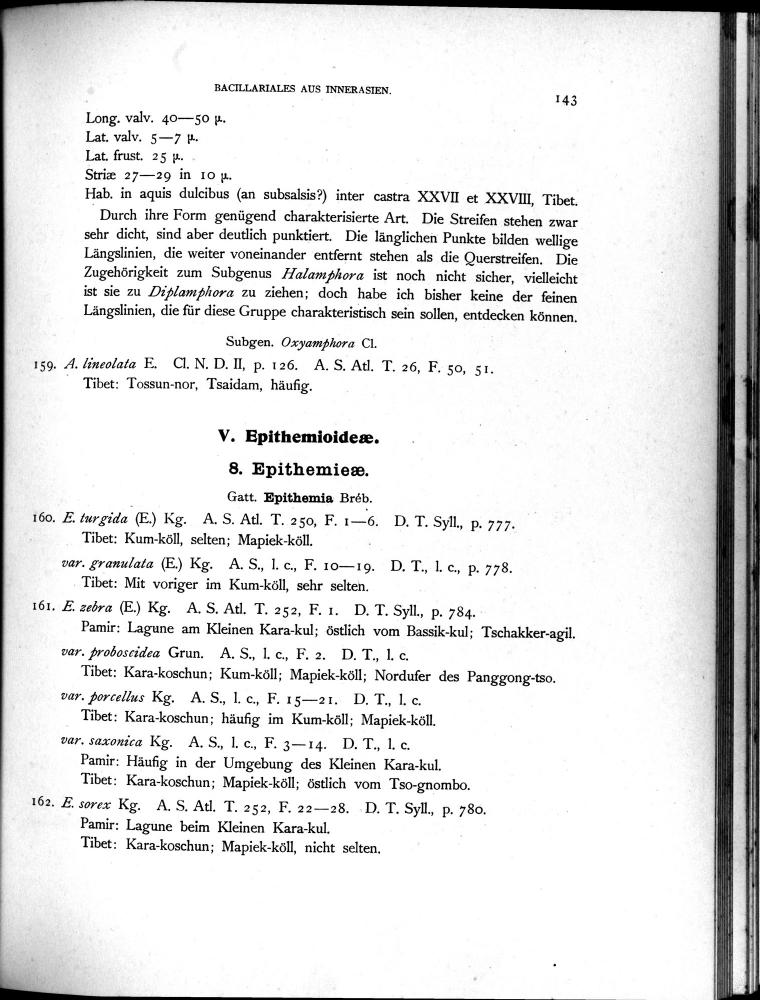 BACILLARIALES AUS INNERASIEN.
143
Long. valv. 40—50 µ.
Lat. valv. 5—7 µ.
Lat. frust. 25 µ.
Striæ 27—29 in 10 µ.
Hab. in aquis dulcibus (an subsalsis?) inter castra XXVII et XXVIII, Tibet.
Durch ihre Form genügend charakterisierte Art. Die Streifen stehen zwar
sehr dicht, sind aber deutlich punktiert. Die länglichen Punkte bilden wellige
Längslinien, die weiter voneinander entfernt stehen als die Querstreifen. Die
Zugehörigkeit zum Subgenus Halamphora ist noch nicht sicher, vielleicht
ist sie zu Diplamphora zu ziehen; doch habe ich bisher keine der feinen
Längslinien, die für diese Gruppe charakteristisch sein sollen, entdecken können.
Subgen. Oxyamphora Cl.
159. A. lineolata E. Cl. N. D. II, p. 126. A. S. Atl. T. 26, F. 50, 51.
Tibet: Tossun-nor, Tsaidam, häufig.
V. Epithemioideæ.
8. Epithemieæ.
Gatt. Epithemia Bréb.
160. E. turgida (E.) Kg. A. S. Atl. T. 250, F. 1—6. D. T. Syll., p. 777.
Tibet: Kum-köll, selten; Mapiek-köll.
var. granulata (E.) Kg. A. S., l. c., F. 10—19. D. T., l. c., p. 778.
Tibet: Mit voriger im Kum-köll, sehr selten.
161. E. zebra (E.) Kg. A. S. Atl. T. 252, F. 1. D. T. Syll., p. 784.
Pamir: Lagune am Kleinen Kara-kul; östlich vom Bassik-kul; Tschakker-agil.
var. proboscidea Grun. A. S., l. c., F. 2. D. T., l. c.
Tibet: Kara-koschun; Kum-köll; Mapiek-köll; Nordufer des Panggong-tso.
var. porcellus Kg. A. S., l. c., F. 15—21. D. T., l. c.
Tibet: Kara-koschun; häufig im Kum-köll; Mapiek-köll.
var. saxonica Kg. A. S., l. c., F. 3—14. D. T., l. c.
Pamir: Häufig in der Umgebung des Kleinen Kara-kul.
Tibet: Kara-koschun; Mapiek-köll; östlich vom Tso-gnombo.
162. E. sorex Kg. A. S. Atl. T. 252, F. 22—28. D. T. Syll., p. 780.
Pamir: Lagune beim Kleinen Kara-kul.
Tibet: Kara-koschun; Mapiek-köll, nicht selten.